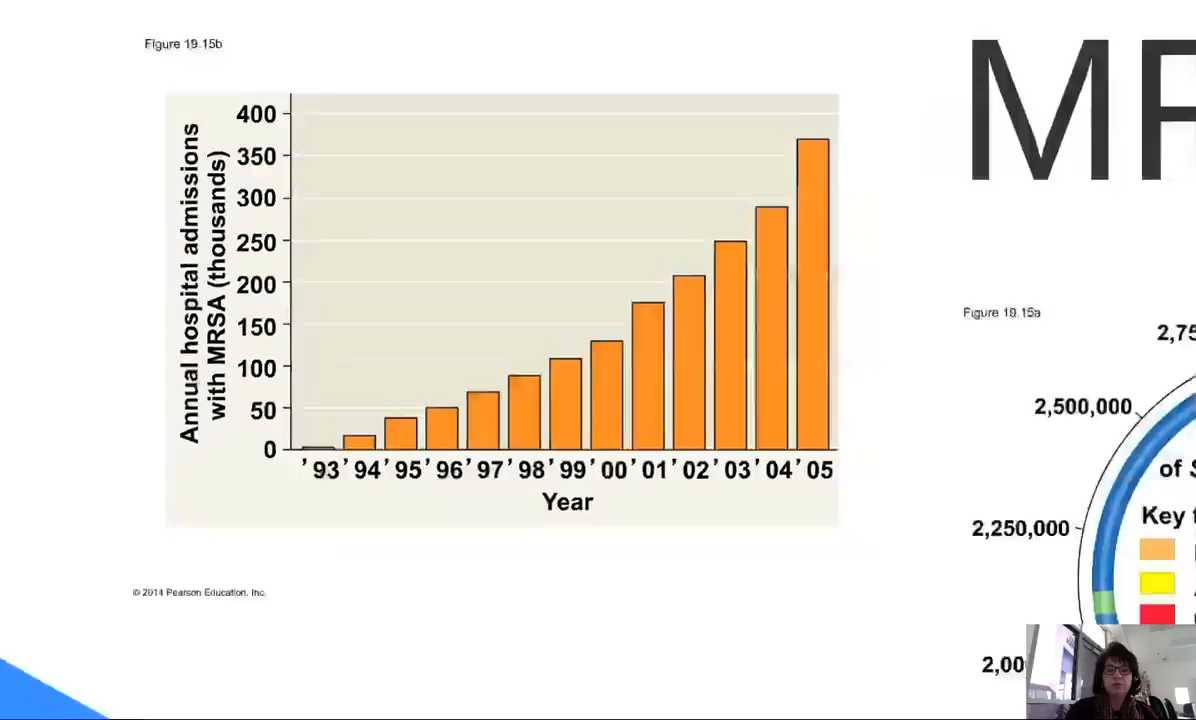 Figure 19.15b
Annual hospital admissions
with MRSA (thousands)
400
350
300
250
200
150
100
50
0
'93 '94 '95 '96 '97 '98 '99 '00 '01 '02 '03 '04 '05
Year
© 2014 Pearson Education, Inc.
Figure 19.15a
2,500,000
of
Key
2,250,000